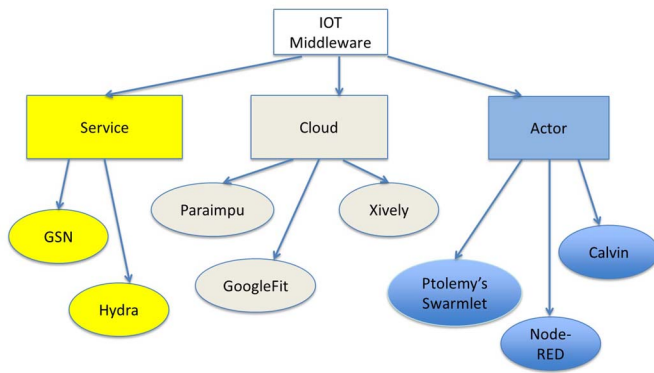 IOT
Middleware
Service
Cloud
Actor
Paraimpu
Xively
GSN
Calvin
GoogleFit
Ptolemy's
Swarmlet
Hydra
Node-
RED